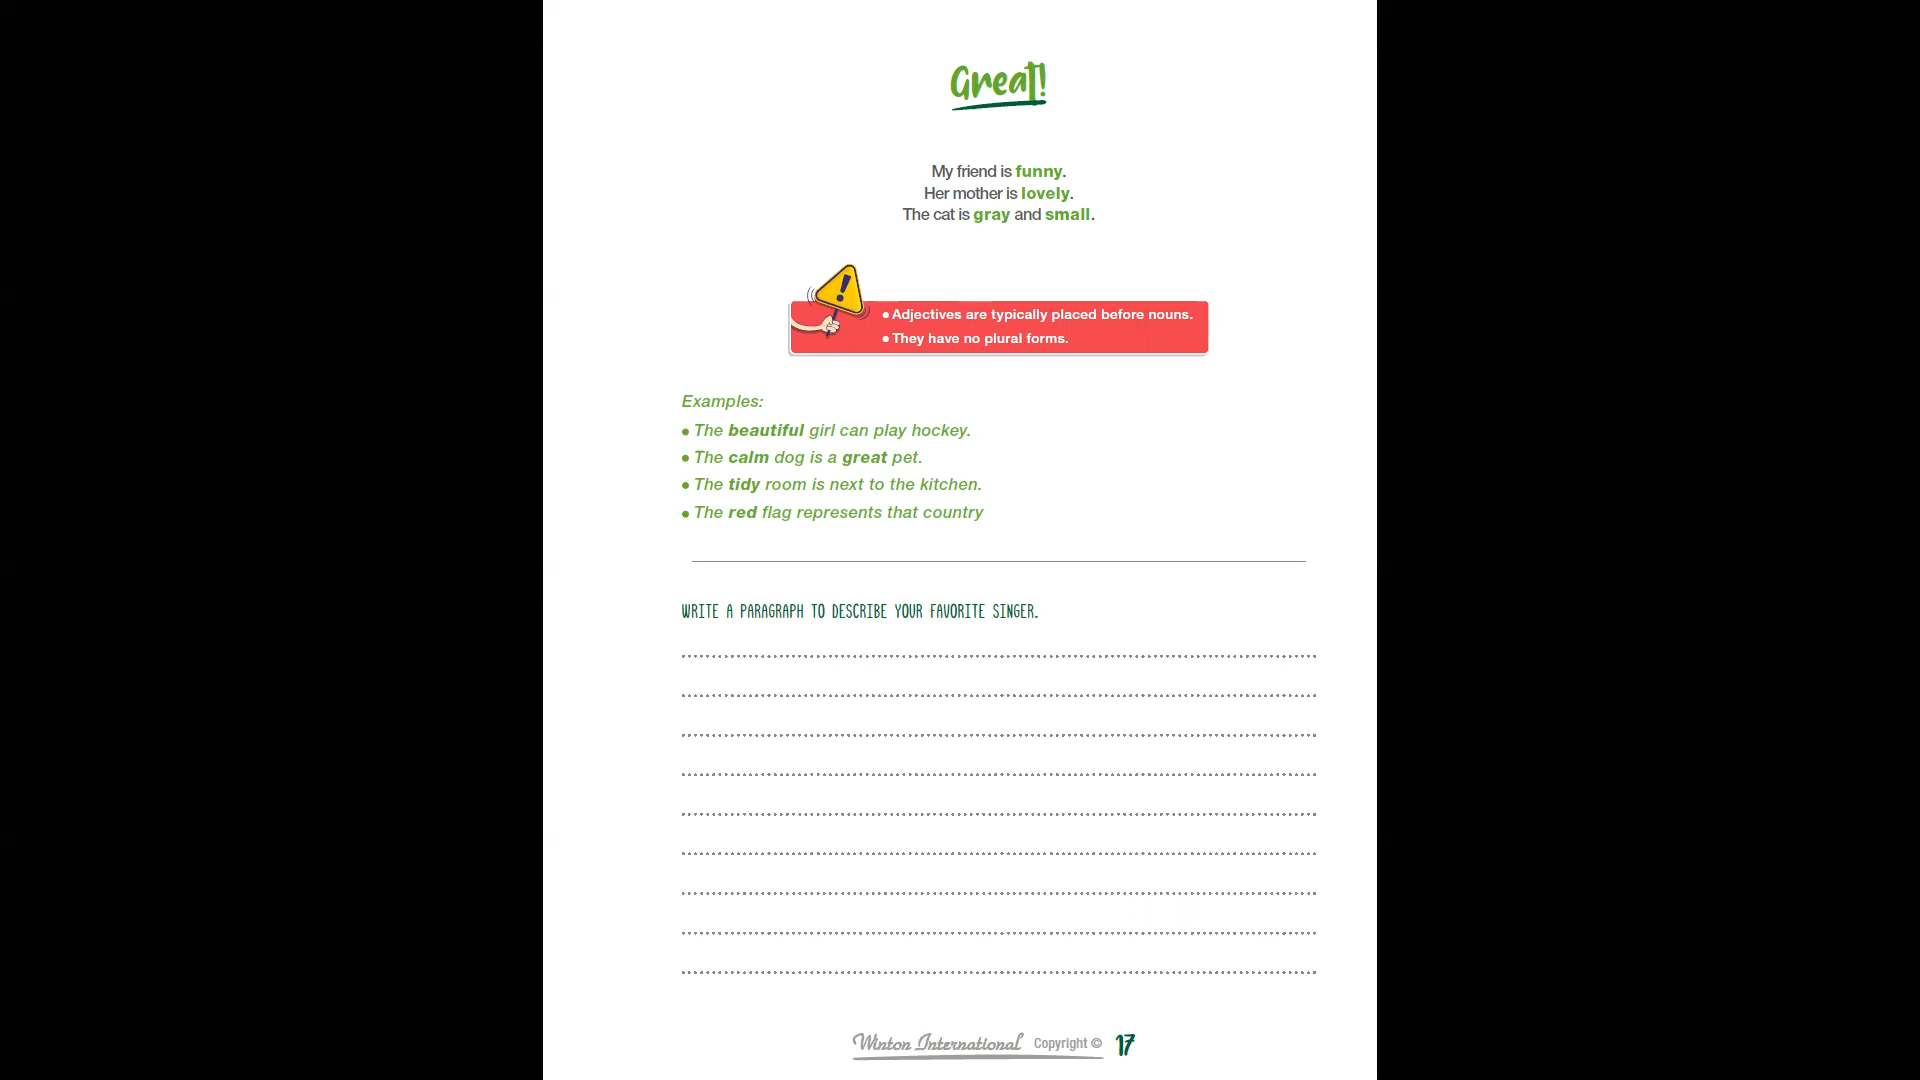 Great!
My friend is funny.
Her mother is lovely.
The cat is gray and small.
• Adjectives are typically placed before nouns.
• They have no plural forms.
Examples:
• The beautiful girl can play hockey.
• The calm dog is a great pet.
• The tidy room is next to the kitchen.
• The red flag represents that country
WRITE A PARAGRAPH TO DESCRIBE YOUR FAVORITE SINGER.
Winton International Copyright © 17